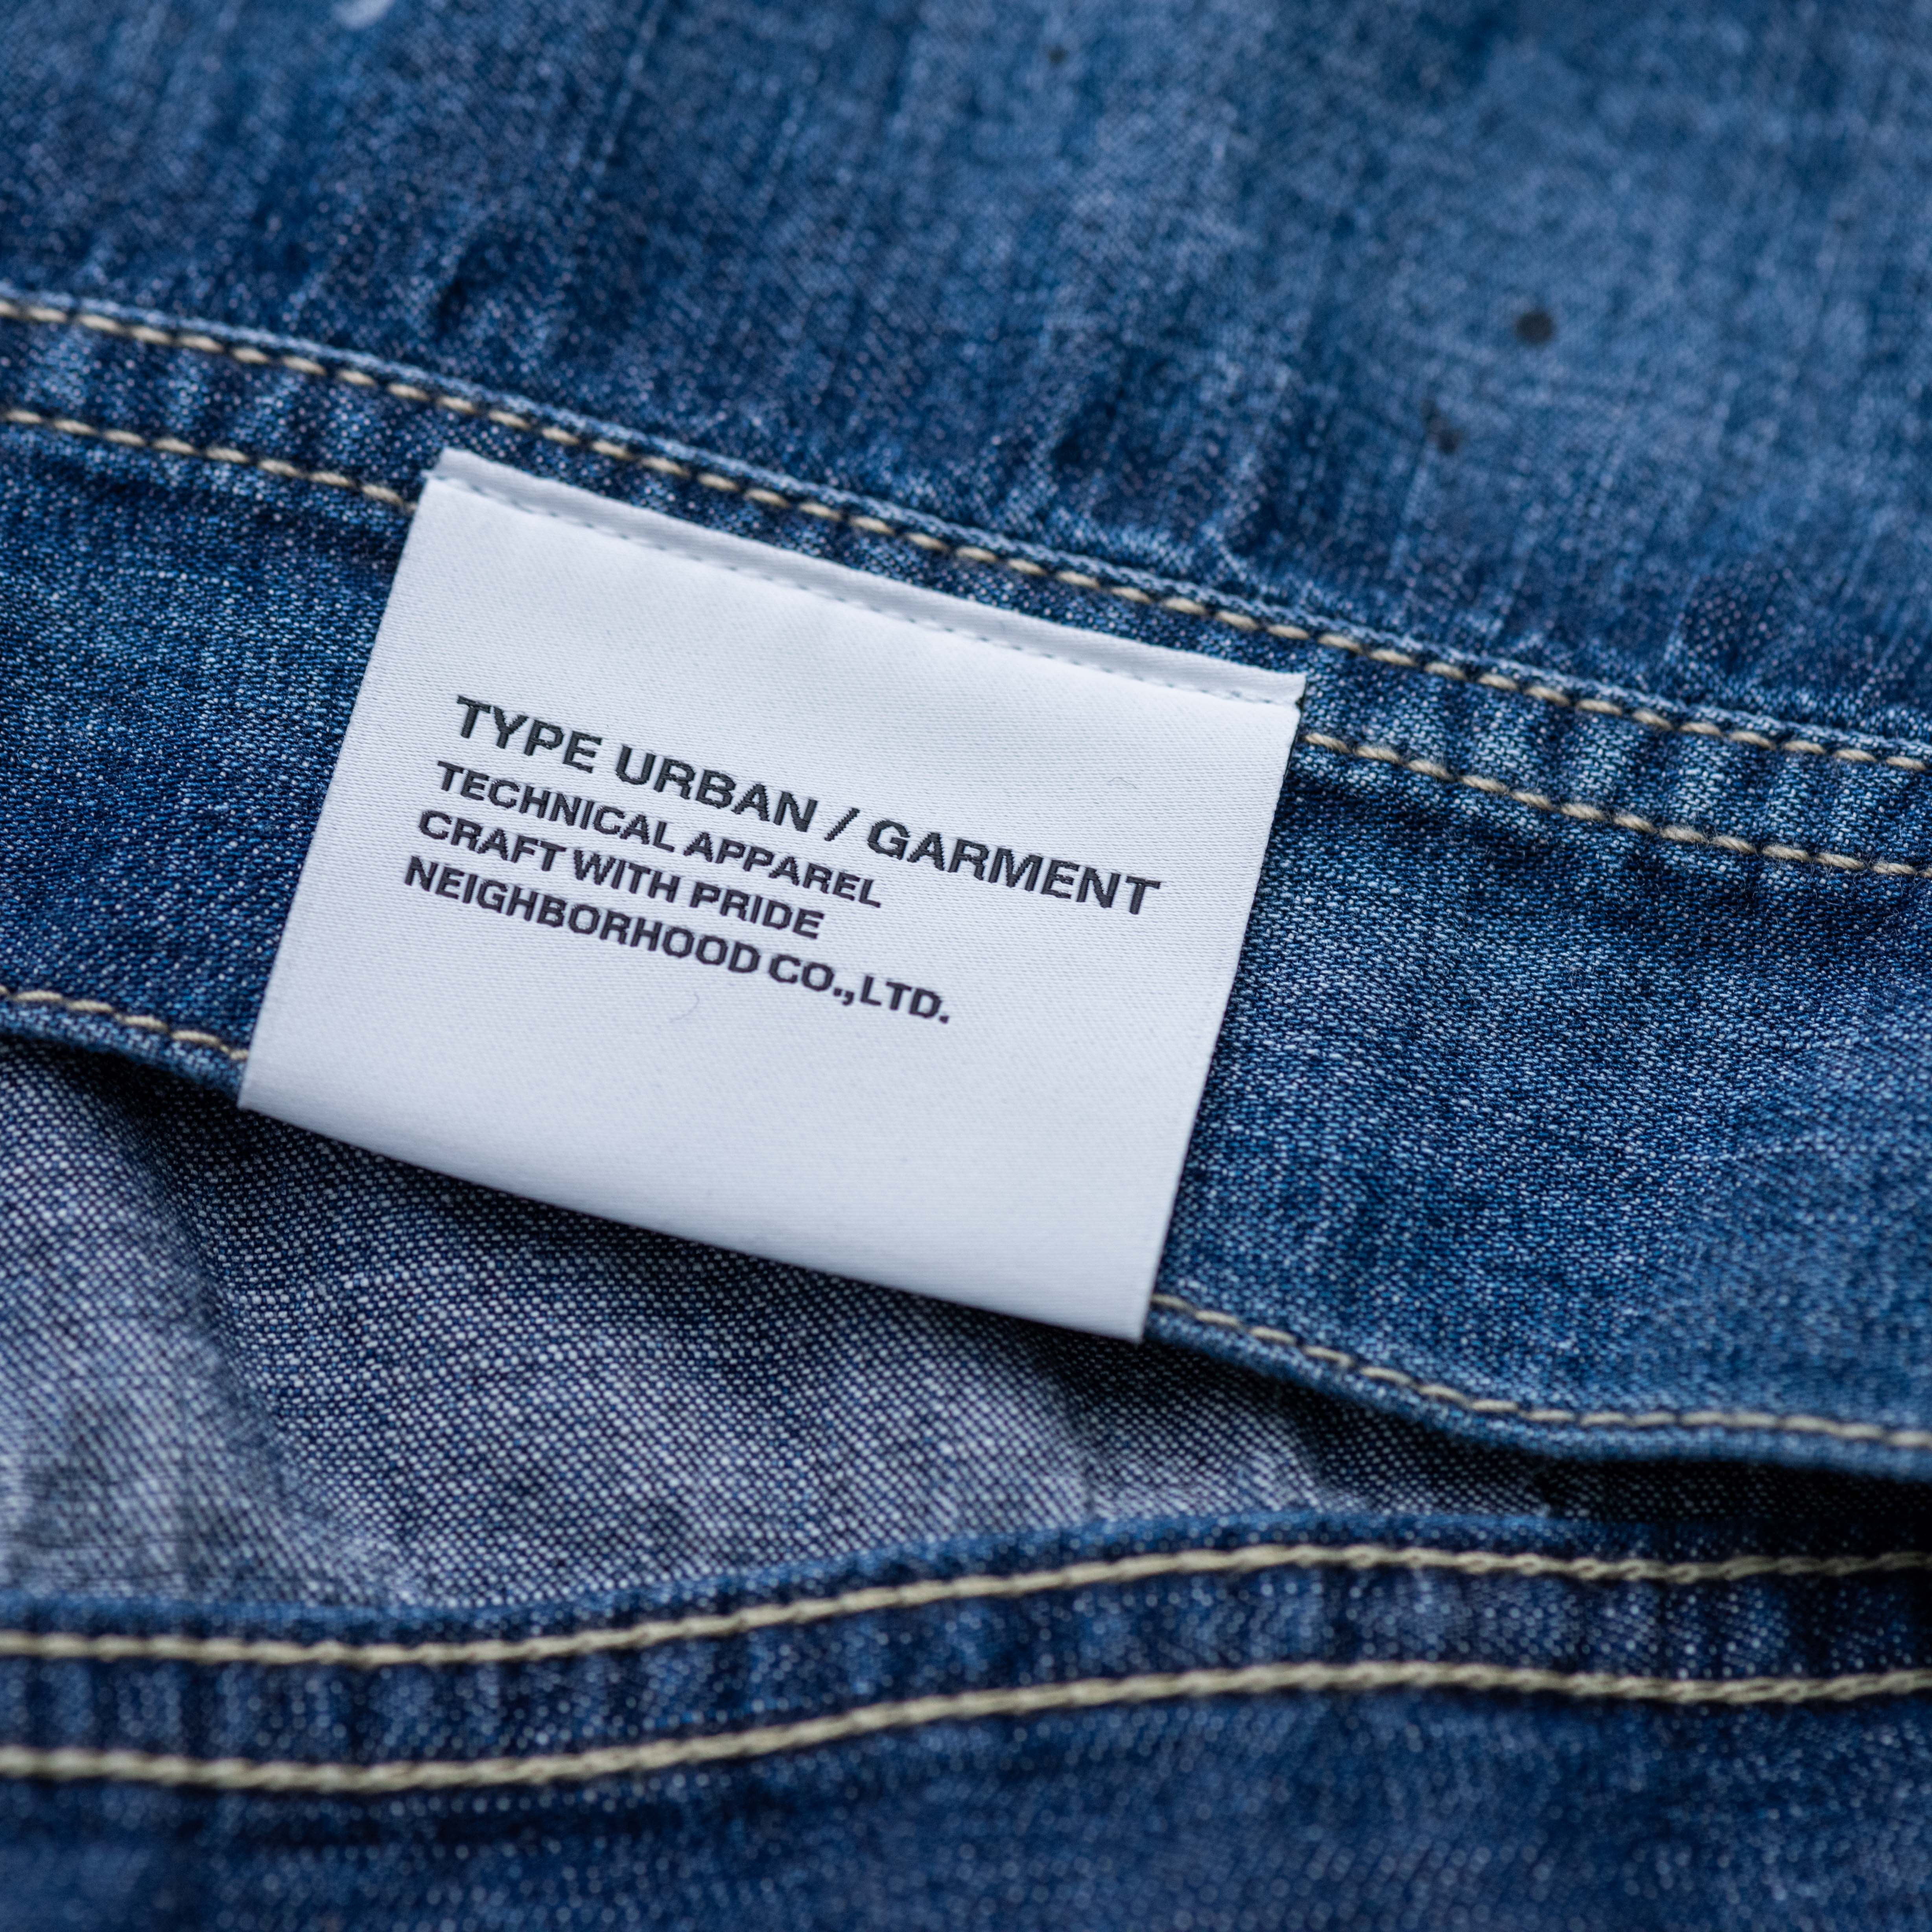 TYPE URBAN / GARMENT
TECHNICAL APPAREL
CRAFT WITH PRIDE
NEIGHBORHOOD CO.,LTD.